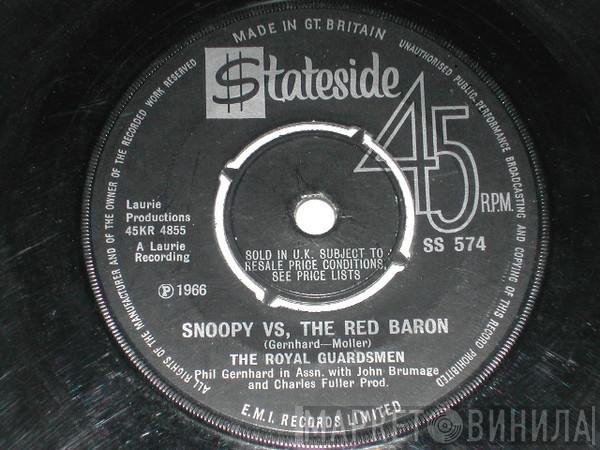 MADE IN GT. BRITAIN
$tateside
45
R.P.M.
SS 574
ALL RIGHTS OF THE MANUFACTURER AND OF THE OWNER OF THE RECORDED WORK RESERVED
UNAUTHORISED PUBLIC PERFORMANCE BROADCASTING AND COPYING OF THIS RECORD PROHIBITED
Laurie
Productions
45KR 4855
A Laurie
Recording
Ⓟ 1966
SOLD IN U.K. SUBJECT TO
RESALE PRICE CONDITIONS,
SEE PRICE LISTS
SNOOPY VS, THE RED BARON
(Gernhard—Moller)
THE ROYAL GUARDSMEN
Phil Gernhard in Assn. with John Brumage
and Charles Fuller Prod.
E.M.I. RECORDS LIMITED
МАРКЕТ ВИНИЛА